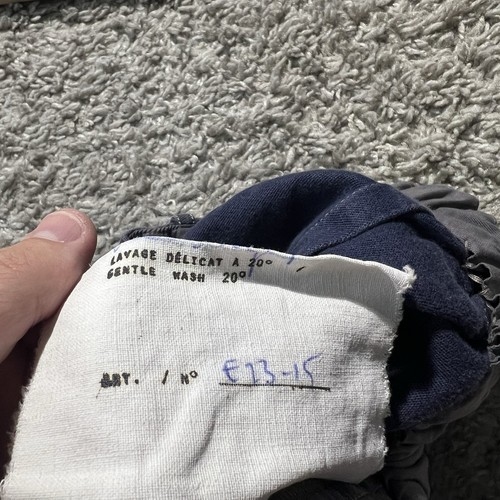 LAVAGE DÉLICAT A 20°
GENTLE WASH 20°
ART. / N° E23-15